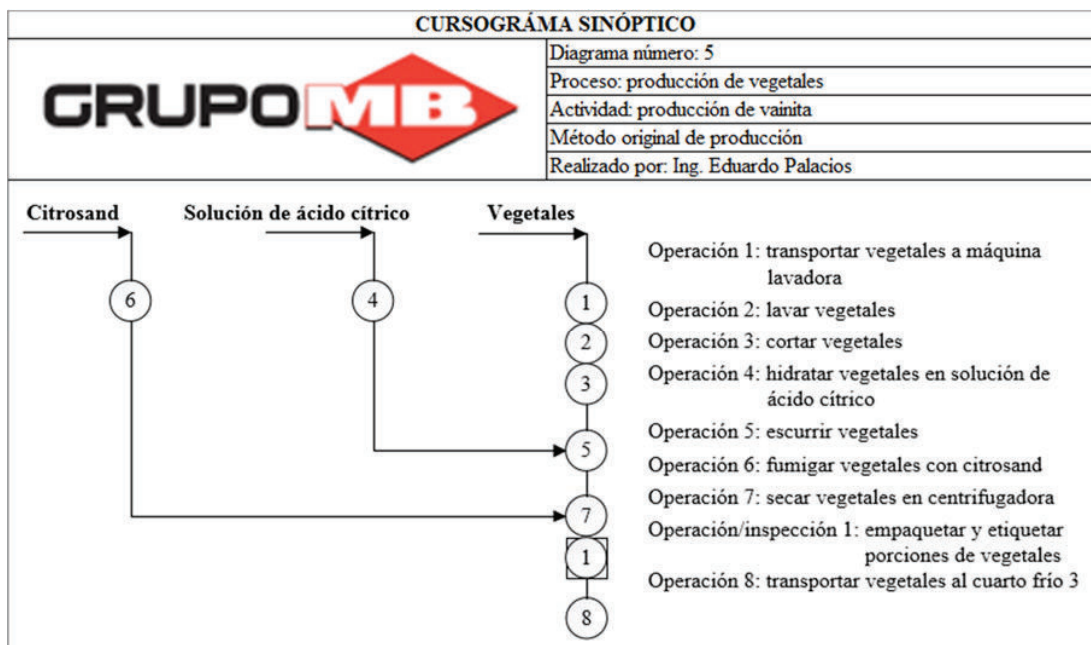 CURSOGRÁMA SINÓPTICO
GRUPO MB
Diagrama número: 5
Proceso: producción de vegetales
Actividad: producción de vainita
Método original de producción
Realizado por: Ing. Eduardo Palacios
Citrosand
Solución de ácido cítrico
Vegetales
6
4
1
2
3
5
7
1
8
Operación 1: transportar vegetales a máquina
lavadora
Operación 2: lavar vegetales
Operación 3: cortar vegetales
Operación 4: hidratar vegetales en solución de
ácido cítrico
Operación 5: escurrir vegetales
Operación 6: fumigar vegetales con citrosand
Operación 7: secar vegetales en centrifugadora
Operación/inspección 1: empaquetar y etiquetar
porciones de vegetales
Operación 8: transportar vegetales al cuarto frío 3